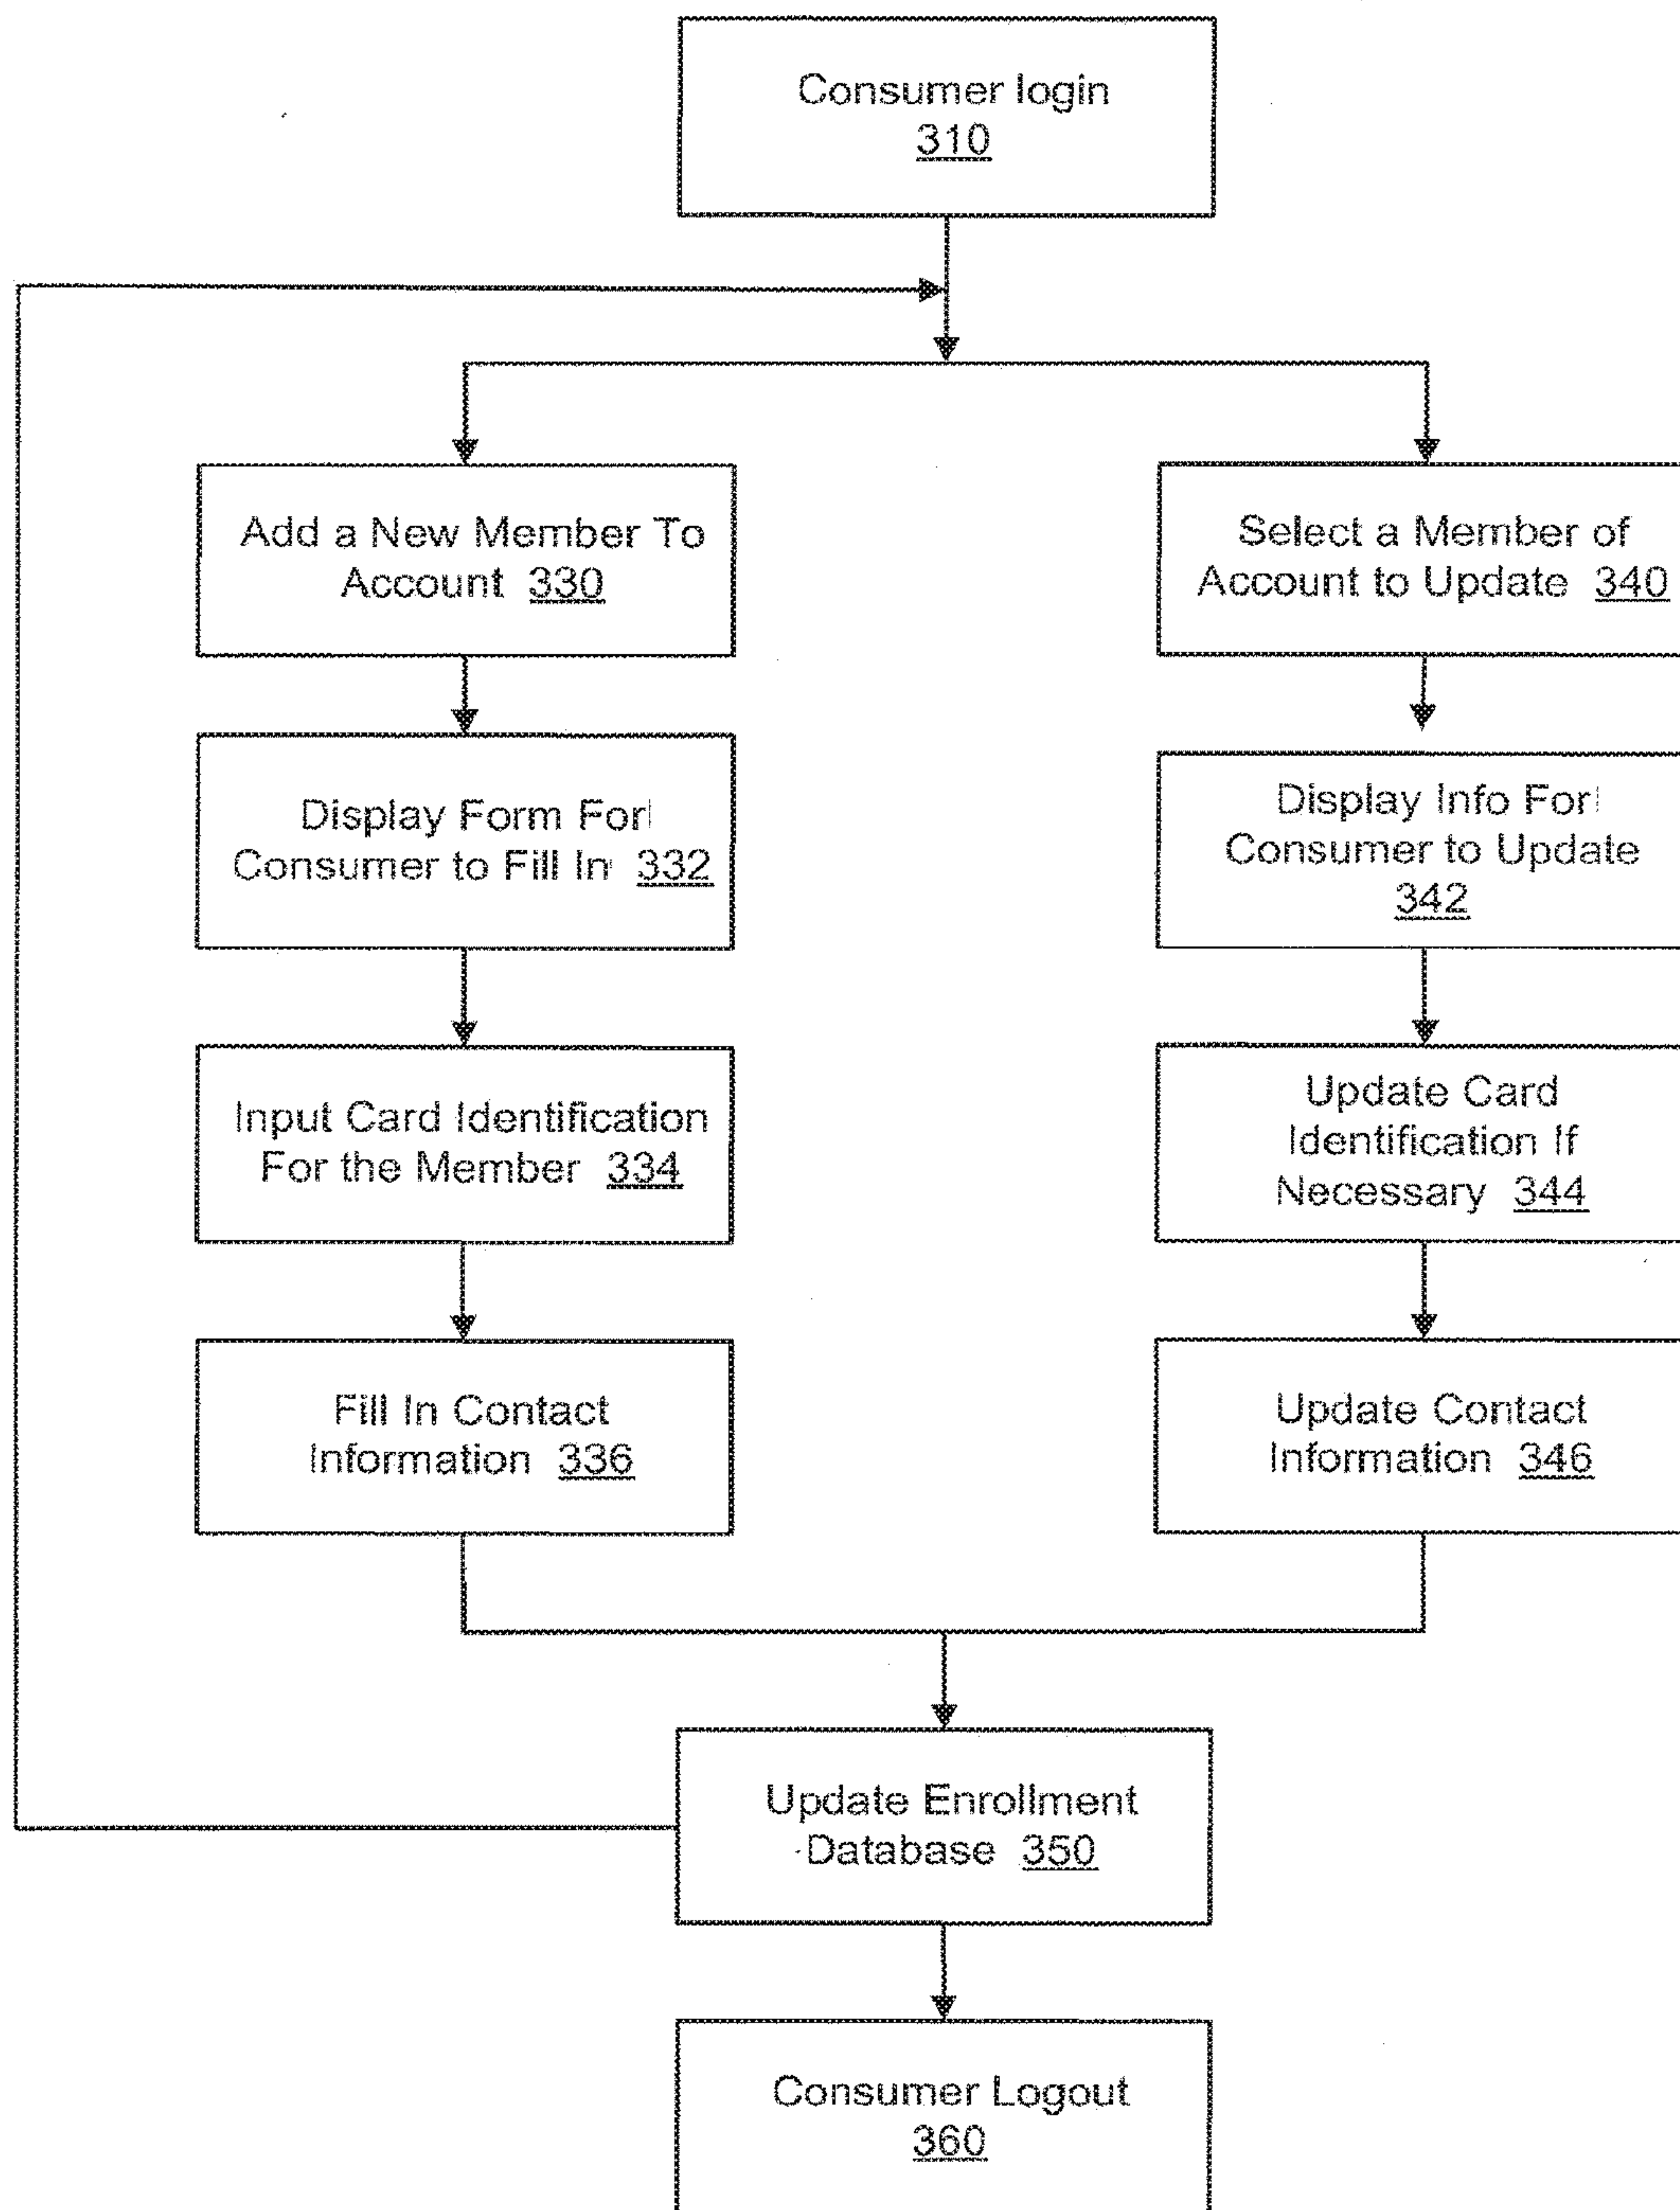 Consumer login
310
Add a New Member To
Account 330
Select a Member of
Account to Update 340
Display Form For
Consumer to Fill In 332
Display Info For
Consumer to Update
342
Input Card Identification
For the Member 334
Update Card
Identification If
Necessary 344
Fill In Contact
Information 336
Update Contact
Information 346
Update Enrollment
Database 350
Consumer Logout
360